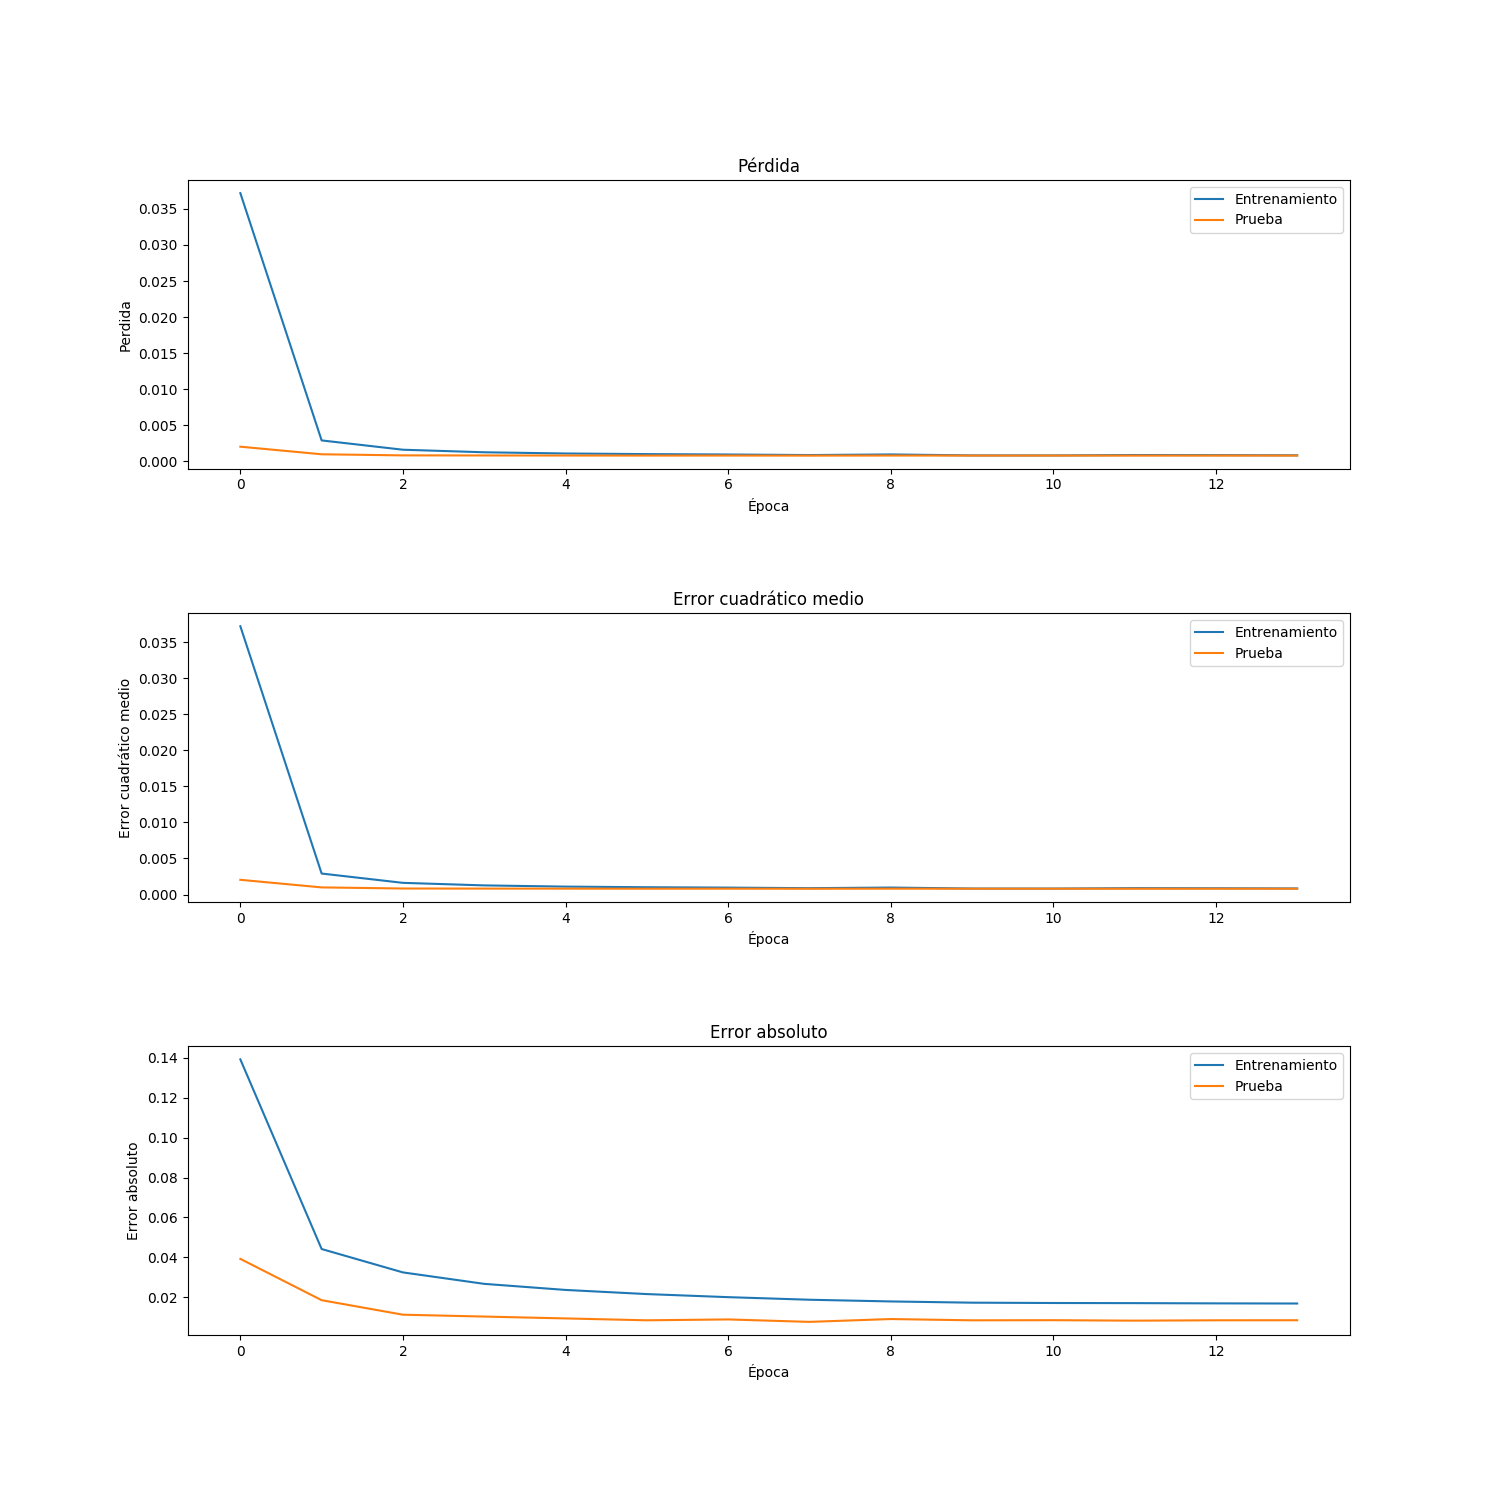 Pérdida
Entrenamiento
Prueba
0.035
0.030
0.025
0.020
0.015
0.010
0.005
0.000
Perdida
0 2 4 6 8 10 12
Época
Error cuadrático medio
Entrenamiento
Prueba
0.035
0.030
0.025
0.020
0.015
0.010
0.005
0.000
Error cuadrático medio
0 2 4 6 8 10 12
Época
Error absoluto
Entrenamiento
Prueba
0.14
0.12
0.10
0.08
0.06
0.04
0.02
Error absoluto
0 2 4 6 8 10 12
Época